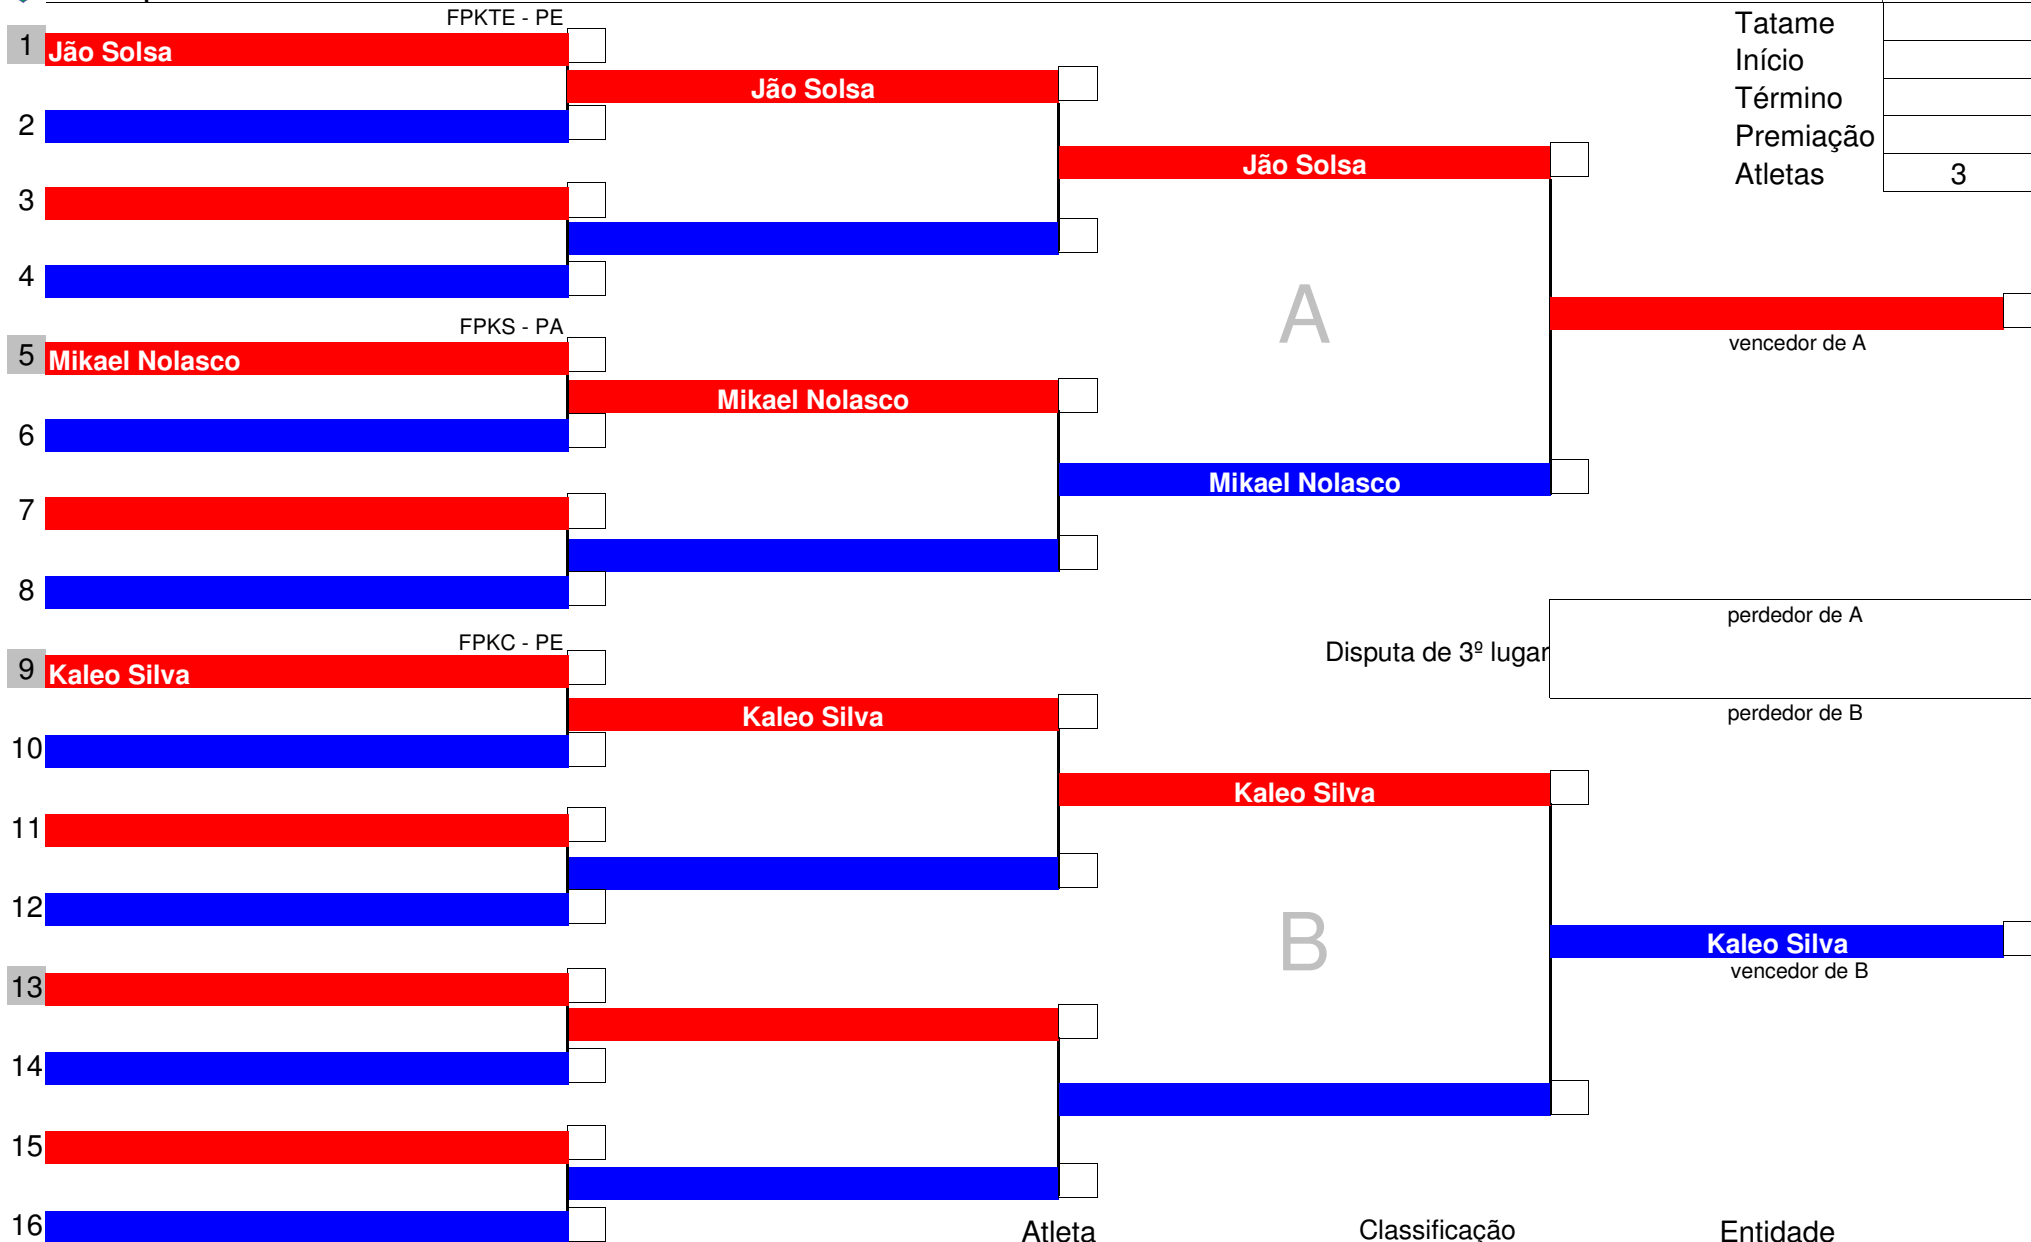 FPKTE - PE
Tatame
1 Jão Solsa
Início
Jão Solsa
Término
2
Premiação
Jão Solsa
Atletas 3
3
4
A
FPKS - PA
vencedor de A
5 Mikael Nolasco
Mikael Nolasco
6
Mikael Nolasco
7
8
perdedor de A
FPKC - PE
Disputa de 3º lugar
9 Kaleo Silva
perdedor de B
Kaleo Silva
10
Kaleo Silva
11
12
B
Kaleo Silva
vencedor de B
13
14
15
16
Atleta Classificação Entidade